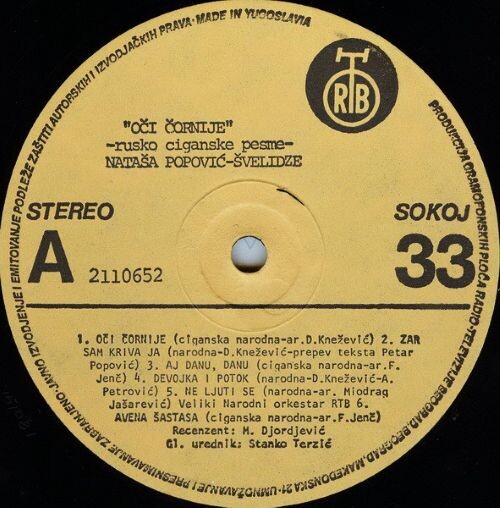 JAVNO IZVODJENJE I EMITOVANJE PODLEŽE ZAŠTITI AUTORSKIH I IZVODJAČKIH PRAVA · MADE IN YUGOSLAVIA
PRODUKCIJA GRAMOFONSKIH PLOČA RADIO-TELEVIZIJE BEOGRAD. BEOGRAD. MAKEDONSKA 21 · UMNOŽAVANJE I PRESNIMAVANJE ZABRANJENO ·
RTB
"OČI ČORNIJE"
-rusko ciganske pesme-
NATAŠA POPOVIĆ-ŠVELIDZE
STEREO
SOKOJ
A
2110652
33
1. OČI ČORNIJE (ciganska narodna-ar.D.Knežević) 2. ZAR
SAM KRIVA JA (narodna-D.Knežević-prepev teksta Petar
Popović) 3. AJ DANU, DANU (ciganska-ar.F.
Jenč) 4. DEVOJKA I POTOK (narodna-D.Knežević-A.
Petrović) 5. NE LJUTI SE (narodna-ar. Miodrag
Jašarević) Veliki Narodni orkestar RTB 6.
AVENA ŠASTASA (ciganska narodna-ar.F.Jenč)
Recenzent: M. Djordjević
Gl. urednik: Stanko Terzić